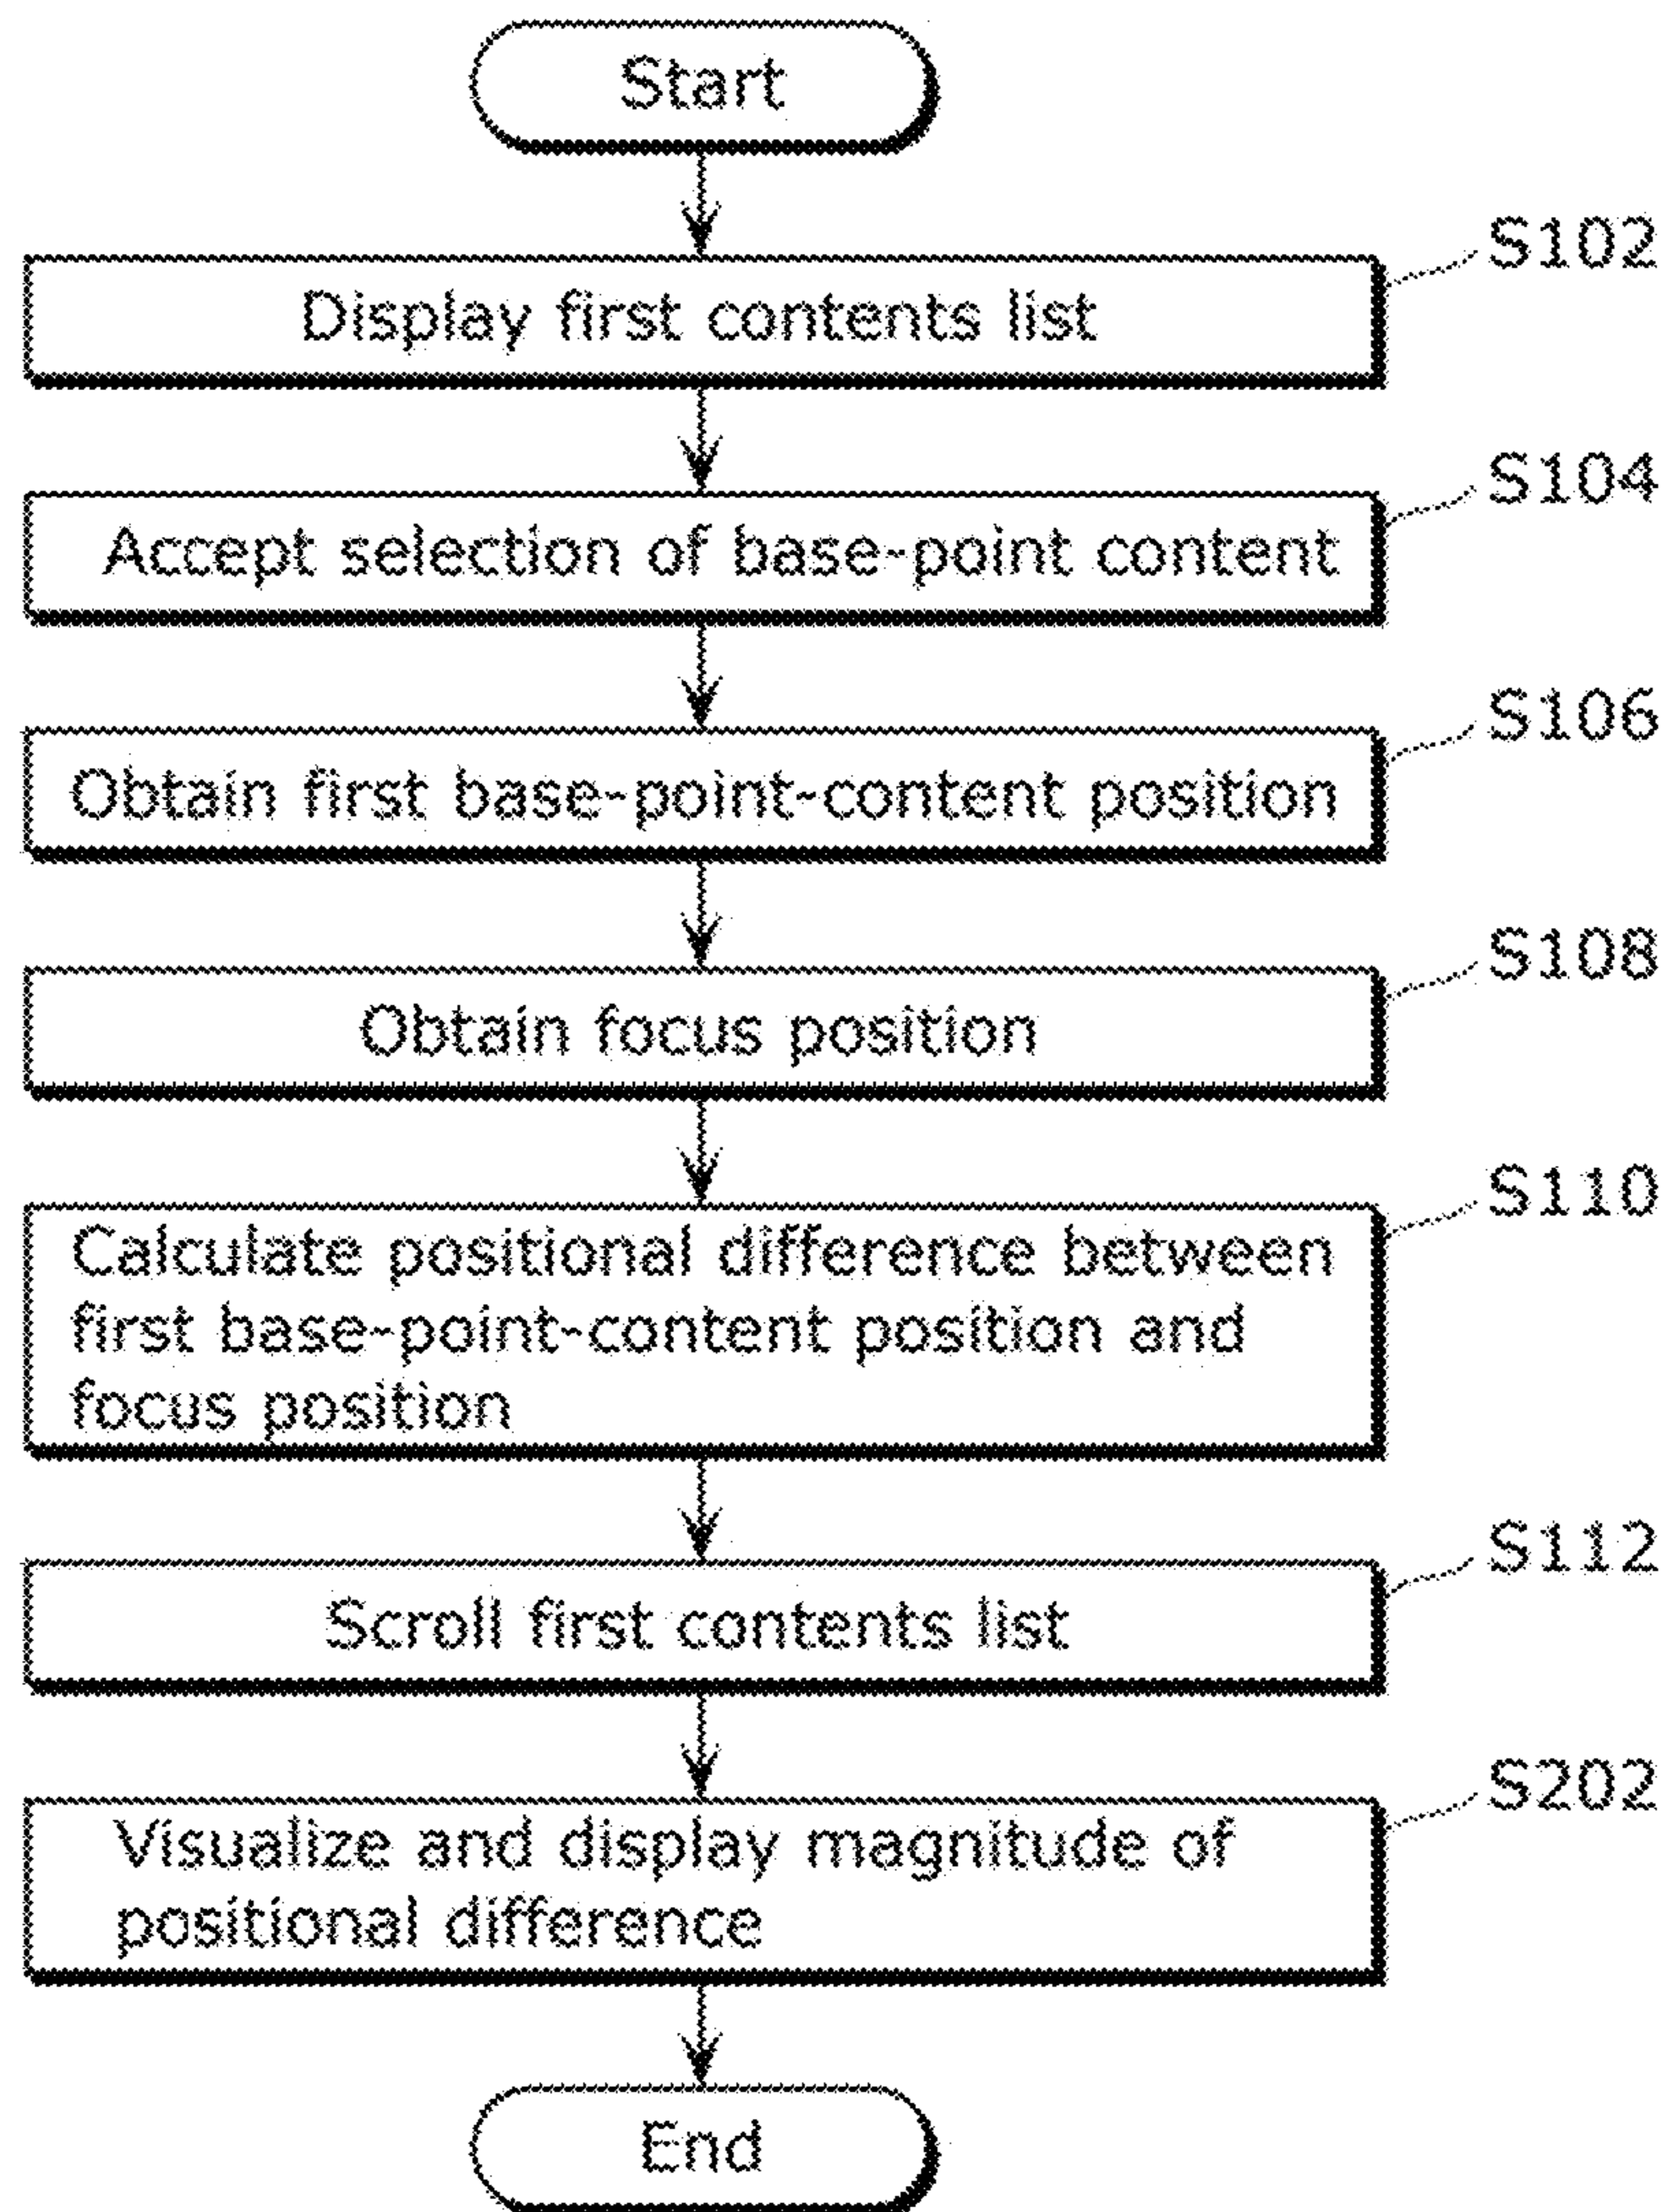 Start
S102
Display first contents list
S104
Accept selection of base-point content
S106
Obtain first base-point-content position
S108
Obtain focus position
S110
Calculate positional difference between
first base-point-content position and
focus position
S112
Scroll first contents list
S202
Visualize and display magnitude of
positional difference
End